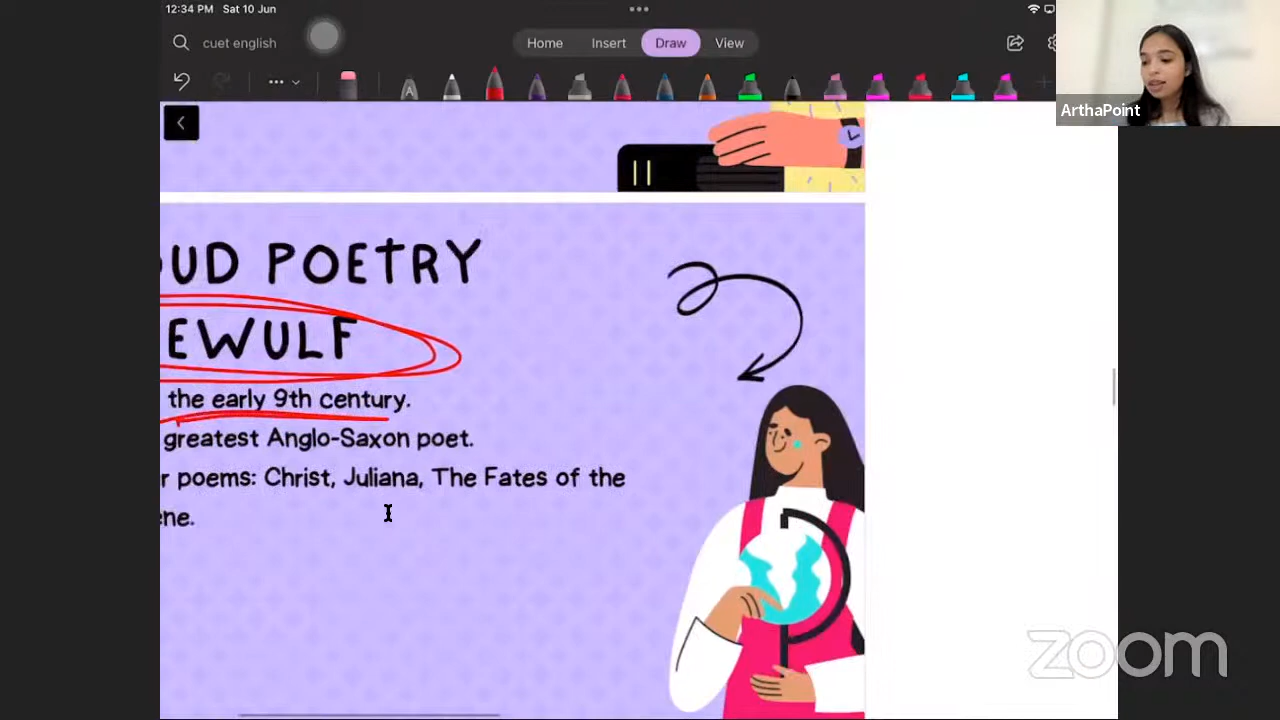 12:34 PM Sat 10 Jun
cuet english
Home Insert Draw View
A
ArthaPoint
OUD POETRY
EWULF
the early 9th century.
greatest Anglo-Saxon poet.
r poems: Christ, Juliana, The Fates of the
ene.
zoom